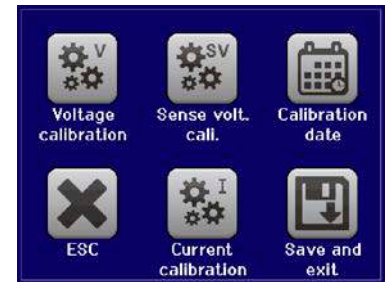 V
SV
Voltage
calibration
Sense volt.
cali.
Calibration
date
I
ESC
Current
calibration
Save and
exit